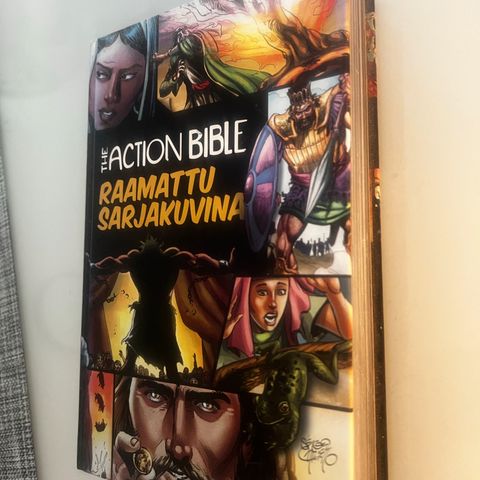 THE ACTION BIBLE
RAAMATTU
SARJAKUVINA